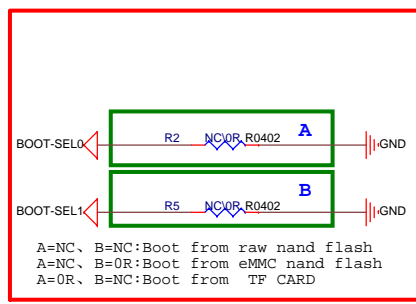 A
BOOT-SEL0 R2 NC\0R R0402 GND
B
BOOT-SEL1 R5 NC\0R R0402 GND
A=NC、B=NC:Boot from raw nand flash
A=NC、B=0R:Boot from eMMC nand flash
A=0R、B=NC:Boot from TF CARD